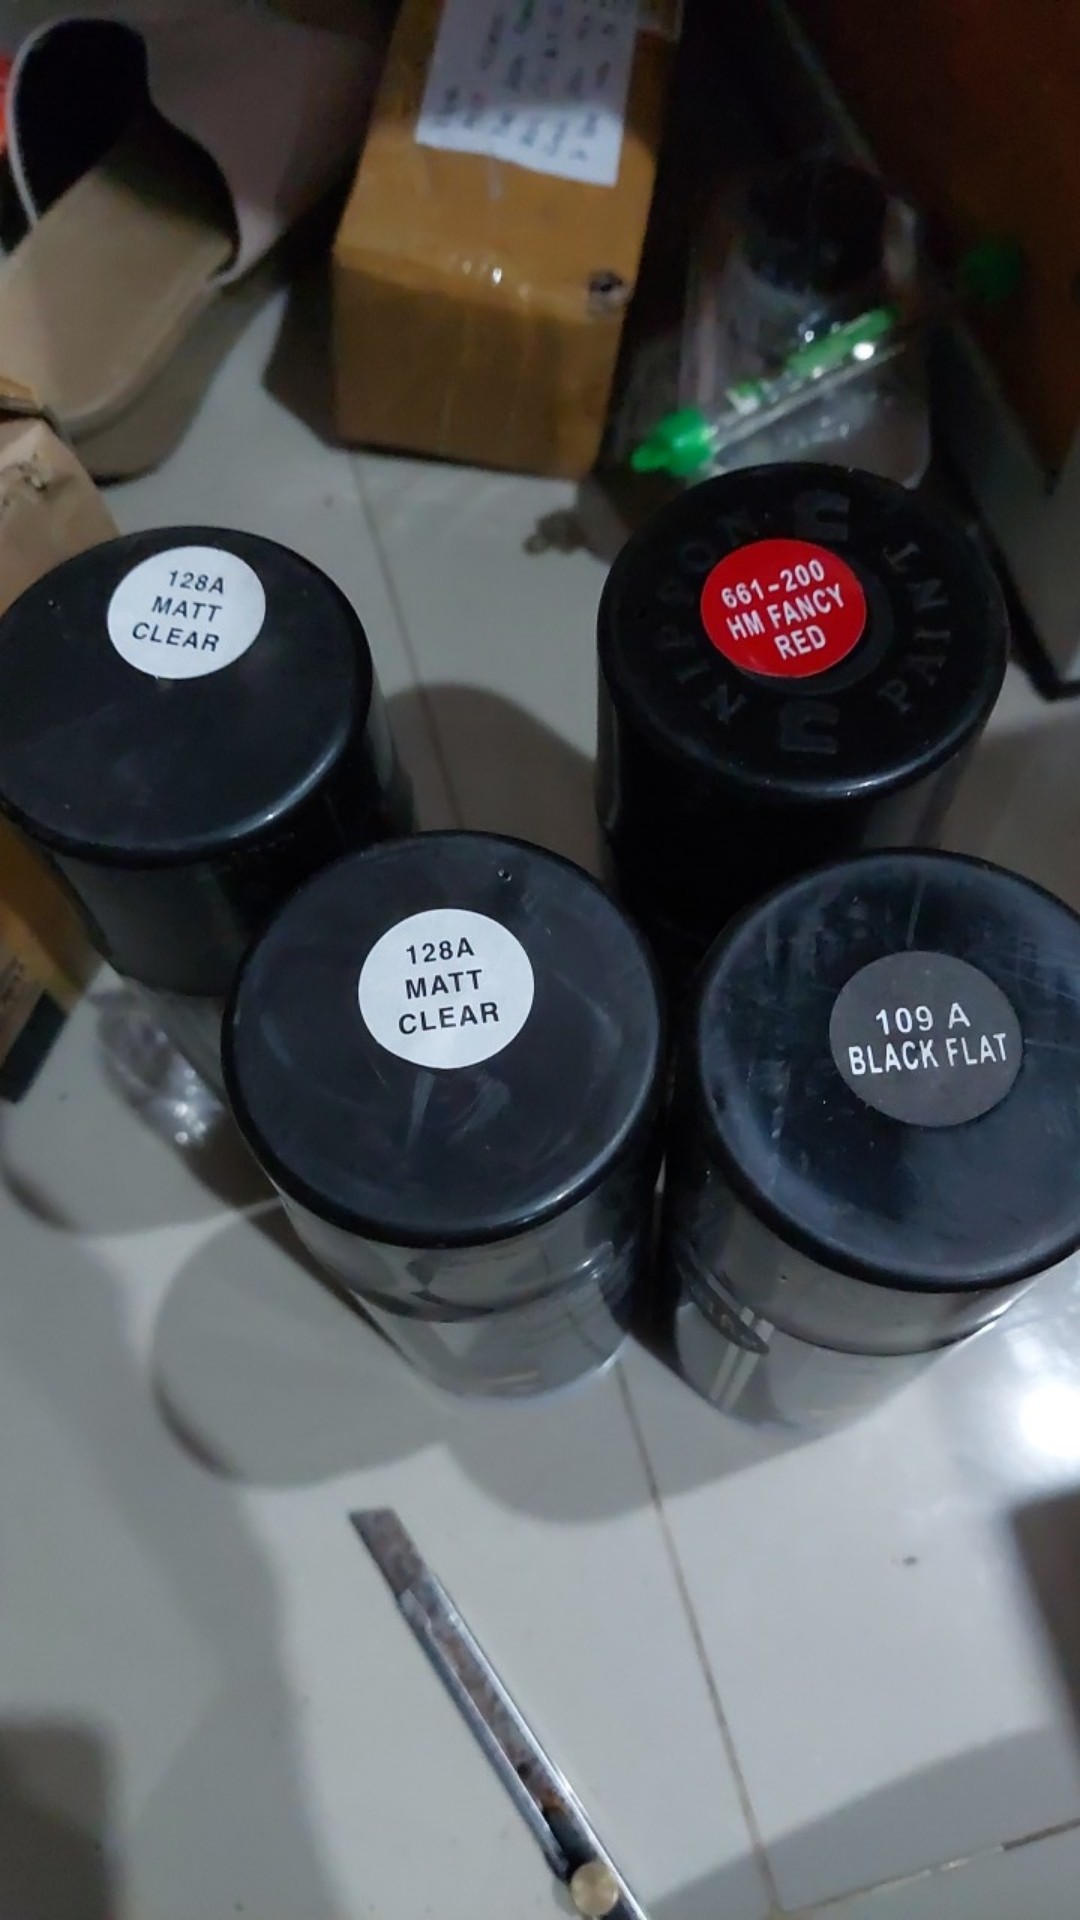 128A
MATT
CLEAR
NIPPON PAINT
661-200
HM FANCY
RED
128A
MATT
CLEAR
109 A
BLACK FLAT